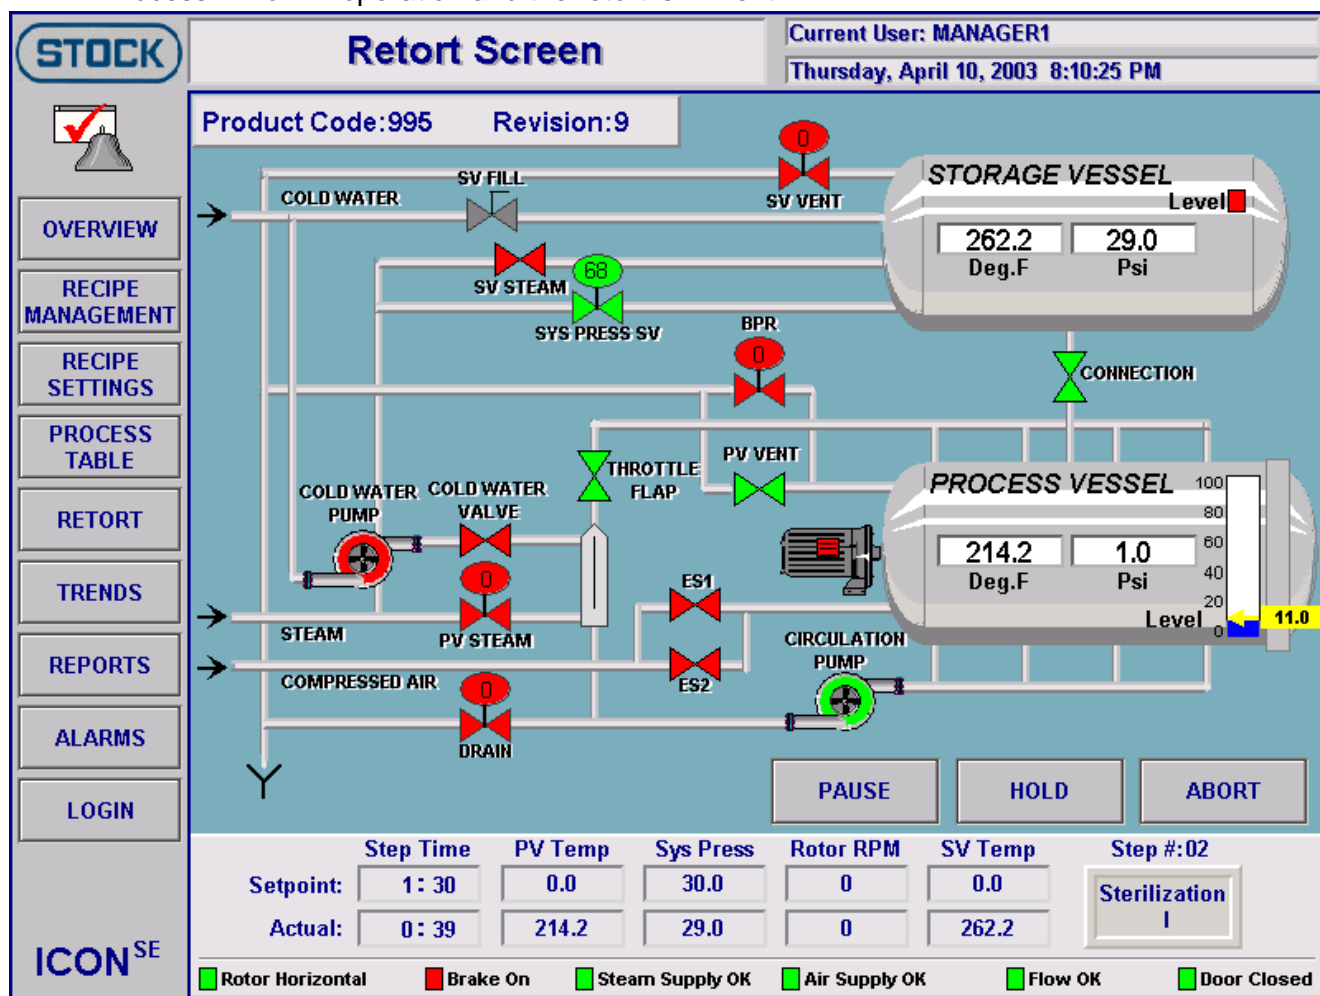 STOCK
Retort Screen
Current User: MANAGER1
Thursday, April 10, 2003 8:10:25 PM
Product Code:995 Revision:9
OVERVIEW
RECIPE
MANAGEMENT
RECIPE
SETTINGS
PROCESS
TABLE
RETORT
TRENDS
REPORTS
ALARMS
LOGIN
ICON SE
0
SV VENT
SV FILL
COLD WATER
STORAGE VESSEL
Level
262.2 29.0
Deg.F Psi
SV STEAM
68
SYS PRESS SV
BPR
0
CONNECTION
THROTTLE
FLAP
PV VENT
COLD WATER
PUMP
COLD WATER
VALVE
PROCESS VESSEL
100
80
60
40
20
0
214.2 1.0
Deg.F Psi
Level
11.0
0
STEAM
PV STEAM
ES1
ES2
COMPRESSED AIR
CIRCULATION
PUMP
0
DRAIN
PAUSE HOLD ABORT
Step Time PV Temp Sys Press Rotor RPM SV Temp Step #:02
Setpoint: 1: 30 0.0 30.0 0 0.0
Actual: 0: 39 214.2 29.0 0 262.2
Sterilization
I
Rotor Horizontal Brake On Steam Supply OK Air Supply OK Flow OK Door Closed